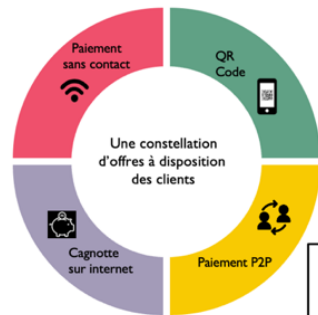 Paiement
sans contact
QR
Code
Une constellation
d'offres à disposition
des clients
Cagnotte
sur internet
Paiement P2P